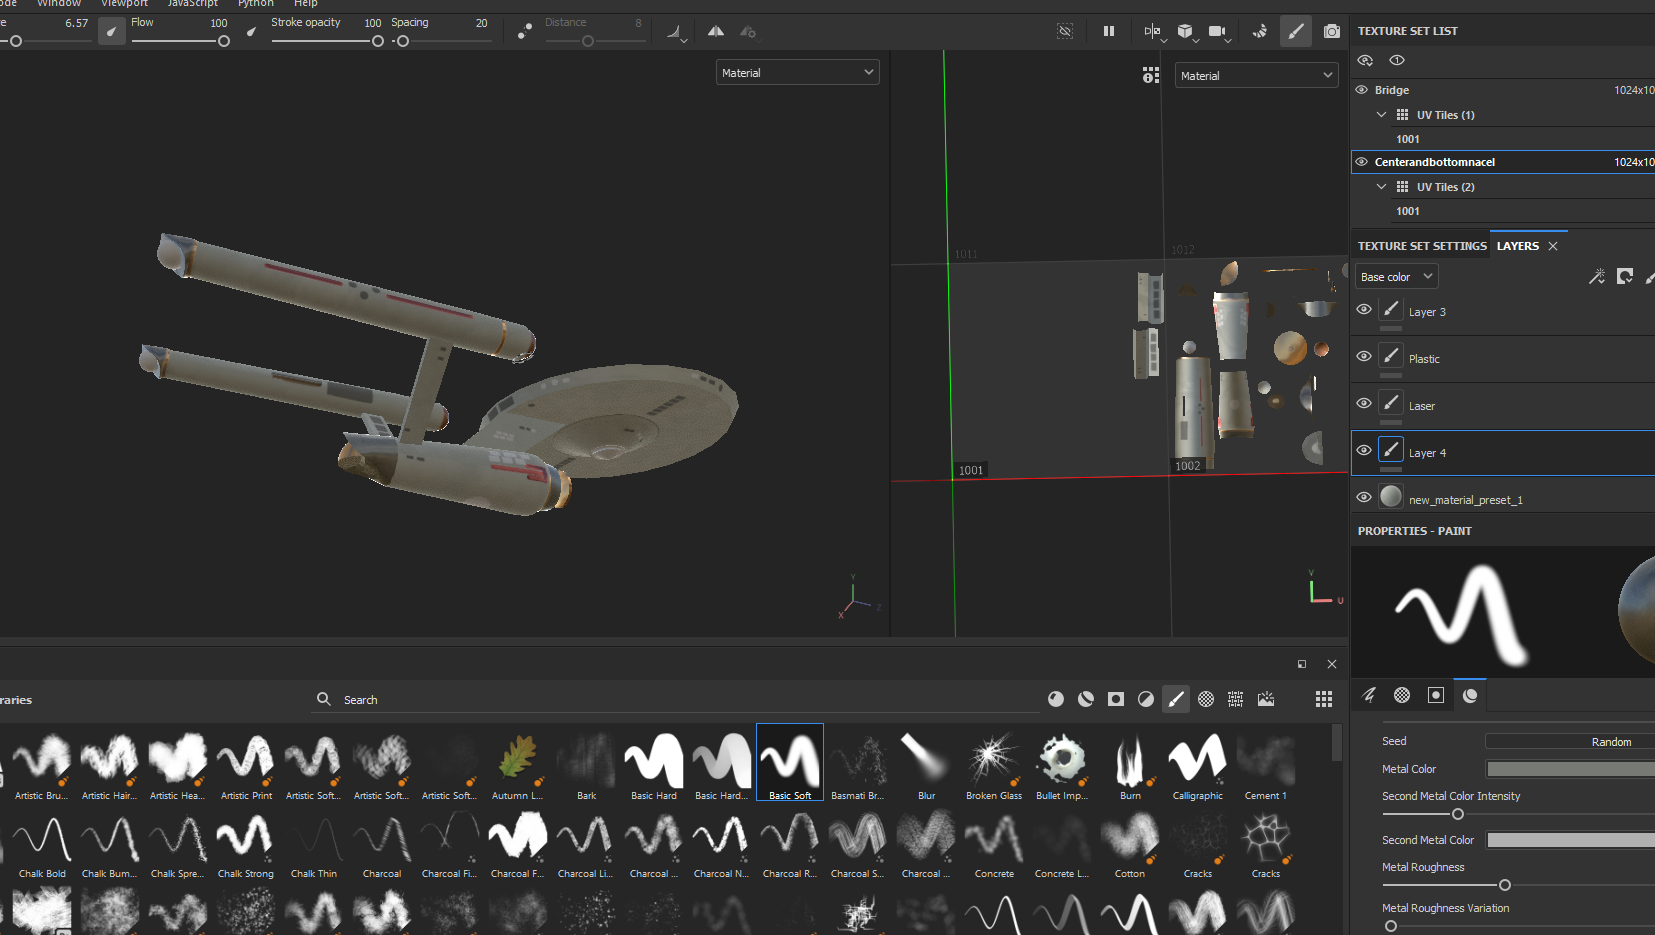 Window Viewport JavaScript Python Help
6.57 Flow 100 Stroke opacity 100 Spacing 20 Distance 8
Material
Material
TEXTURE SET LIST
Bridge 1024x10
UV Tiles (1)
1001
Centerandbottomnacel 1024x10
UV Tiles (2)
1001
TEXTURE SET SETTINGS LAYERS
Base color
Layer 3
Plastic
Laser
Layer 4
new_material_preset_1
1011 1012
1001 1002
Y
Z
X
V
U
PROPERTIES - PAINT
raries Search
Artistic Bru... Artistic Hair... Artistic Hea... Artistic Print Artistic Soft... Artistic Soft... Artistic Soft... Autumn L... Bark Basic Hard Basic Hard... Basic Soft Basmati Br... Blur Broken Glass Bullet Imp... Burn Calligraphic Cement 1
Chalk Bold Chalk Bum... Chalk Spre... Chalk Strong Chalk Thin Charcoal Charcoal Fi... Charcoal F... Charcoal Li... Charcoal ... Charcoal N... Charcoal R... Charcoal S... Charcoal ... Concrete Concrete L... Cotton Cracks Cracks
Seed Random
Metal Color
Second Metal Color Intensity
Second Metal Color
Metal Roughness
Metal Roughness Variation